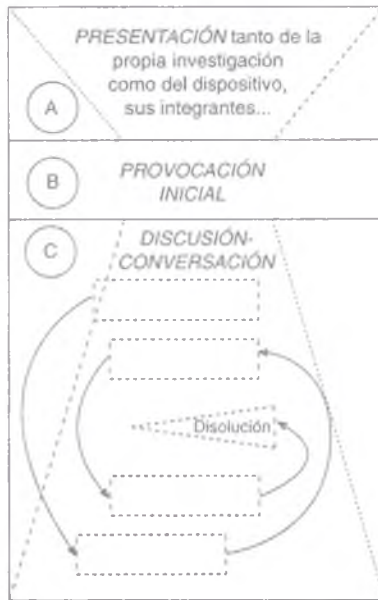 PRESENTACIÓN tanto de la
propia investigación
como del dispositivo,
sus integrantes...
A
B
PROVOCACIÓN
INICIAL
C
DISCUSIÓN-
CONVERSACIÓN
Disolución